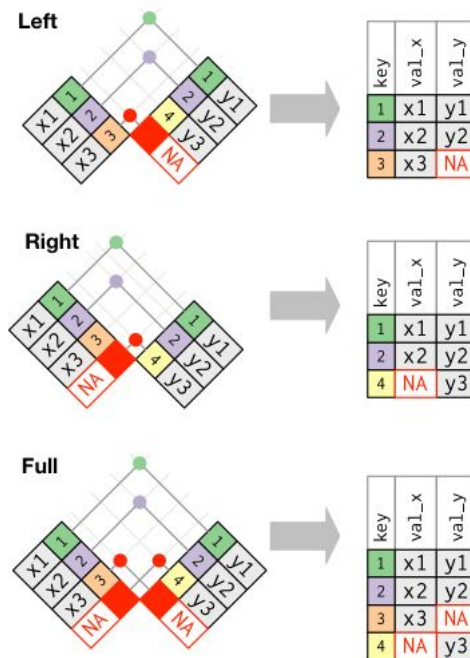 Left
x1 1
x2 2
x3 3
1 y1
2 y2
4 y3
NA
key val_x val_y
1 x1 y1
2 x2 y2
3 x3 NA
Right
x1 1
x2 2
x3 3
NA
1 y1
2 y2
4 y3
key val_x val_y
1 x1 y1
2 x2 y2
4 NA y3
Full
x1 1
x2 2
x3 3
NA
1 y1
2 y2
4 y3
NA
key val_x val_y
1 x1 y1
2 x2 y2
3 x3 NA
4 NA y3